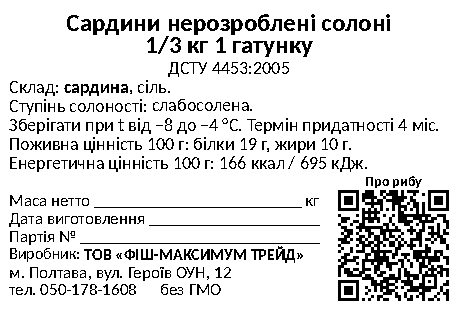 Сардини нерозроблені солоні
1/3 кг 1 гатунку
ДСТУ 4453:2005
Склад: сардина, сіль.
Ступінь солоності: слабосолена.
Зберігати при t від –8 до –4 °С. Термін придатності 4 міс.
Поживна цінність 100 г: білки 19 г, жири 10 г.
Енергетична цінність 100 г: 166 ккал / 695 кДж.
Про рибу
Маса нетто ________ кг
Дата виготовлення ________
Партія № ________
Виробник: ТОВ «ФІШ-МАКСИМУМ ТРЕЙД»
м. Полтава, вул. Героїв ОУН, 12
тел. 050-178-1608 без ГМО